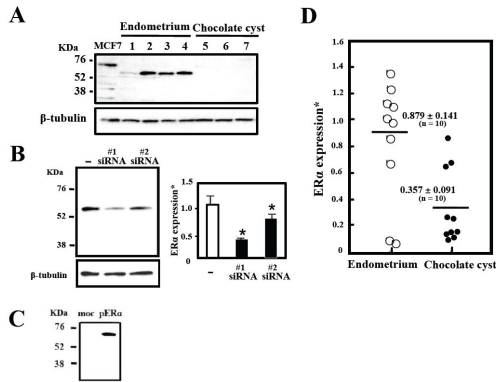 A
Endometrium Chocolate cyst
KDa MCF7 1 2 3 4 5 6 7
76
52
38
β-tubulin
B
– #1 siRNA #2 siRNA
KDa
76
52
38
β-tubulin
ERα expression*
1.5
1.0
0.5
0
* *
– #1 siRNA #2 siRNA
C
KDa moc pERα
76
52
38
D
ERα expression*
1.6
1.4
1.2
1.0
0.8
0.6
0.4
0.2
0
0.879 ± 0.141
(n = 10)
0.357 ± 0.091
(n = 10)
Endometrium Chocolate cyst